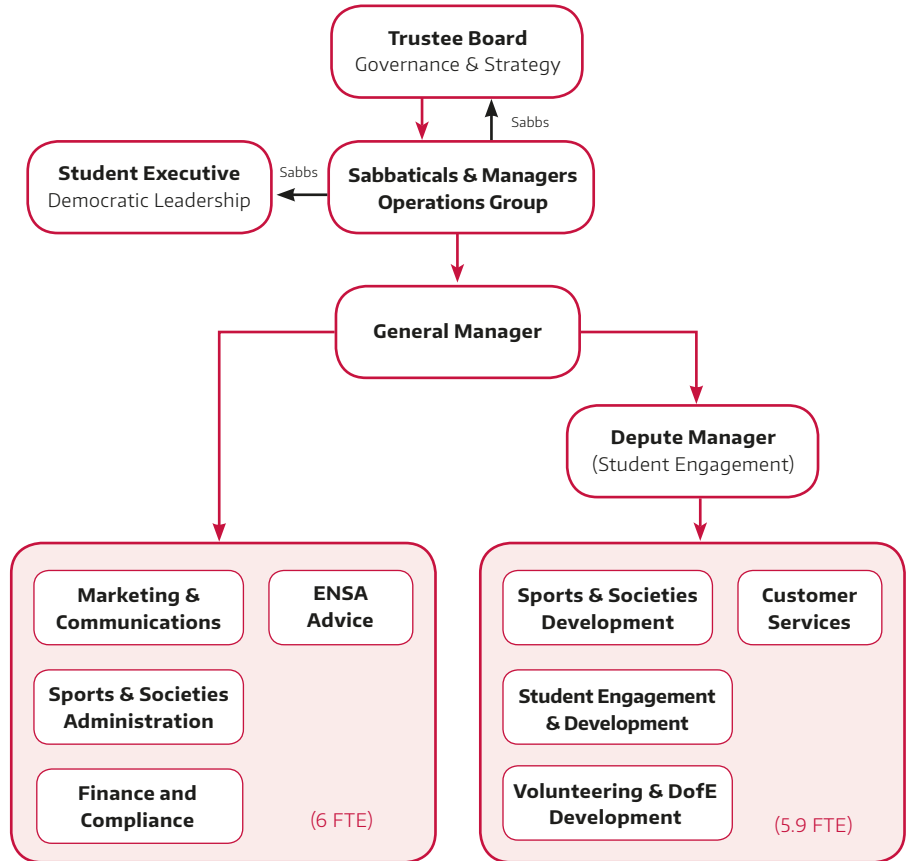 Trustee Board
Governance & Strategy
Sabbs
Student Executive
Democratic Leadership
Sabbs
Sabbaticals & Managers
Operations Group
General Manager
Depute Manager
(Student Engagement)
Marketing &
Communications
ENSA
Advice
Sports & Societies
Administration
Finance and
Compliance
(6 FTE)
Sports & Societies
Development
Customer
Services
Student Engagement
& Development
Volunteering & DofE
Development
(5.9 FTE)